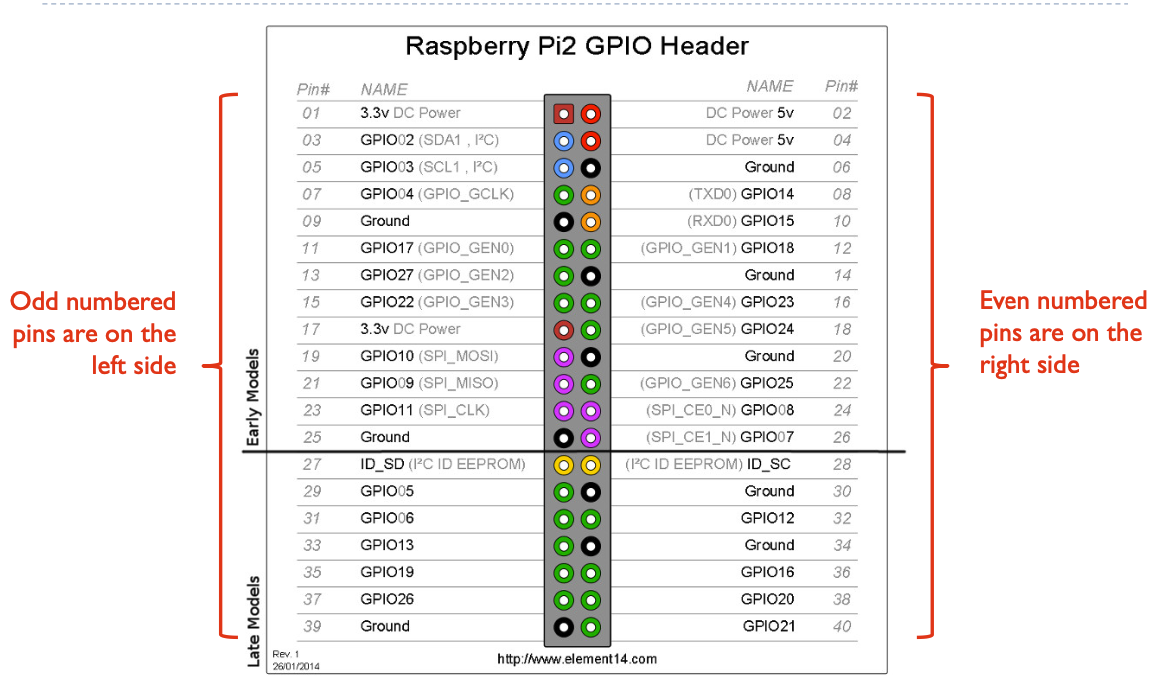 Raspberry Pi2 GPIO Header
Pin# NAME NAME Pin#
01 3.3v DC Power DC Power 5v 02
03 GPIO02 (SDA1 , I²C) DC Power 5v 04
05 GPIO03 (SCL1 , I²C) Ground 06
07 GPIO04 (GPIO_GCLK) (TXD0) GPIO14 08
09 Ground (RXD0) GPIO15 10
11 GPIO17 (GPIO_GEN0) (GPIO_GEN1) GPIO18 12
13 GPIO27 (GPIO_GEN2) Ground 14
15 GPIO22 (GPIO_GEN3) (GPIO_GEN4) GPIO23 16
17 3.3v DC Power (GPIO_GEN5) GPIO24 18
19 GPIO10 (SPI_MOSI) Ground 20
21 GPIO09 (SPI_MISO) (GPIO_GEN6) GPIO25 22
23 GPIO11 (SPI_CLK) (SPI_CE0_N) GPIO08 24
25 Ground (SPI_CE1_N) GPIO07 26
27 ID_SD (I²C ID EEPROM) (I²C ID EEPROM) ID_SC 28
29 GPIO05 Ground 30
31 GPIO06 GPIO12 32
33 GPIO13 Ground 34
35 GPIO19 GPIO16 36
37 GPIO26 GPIO20 38
39 Ground GPIO21 40
Early Models
Late Models
Rev. 1
26/01/2014
http://www.element14.com
Odd numbered
pins are on the
left side
Even numbered
pins are on the
right side